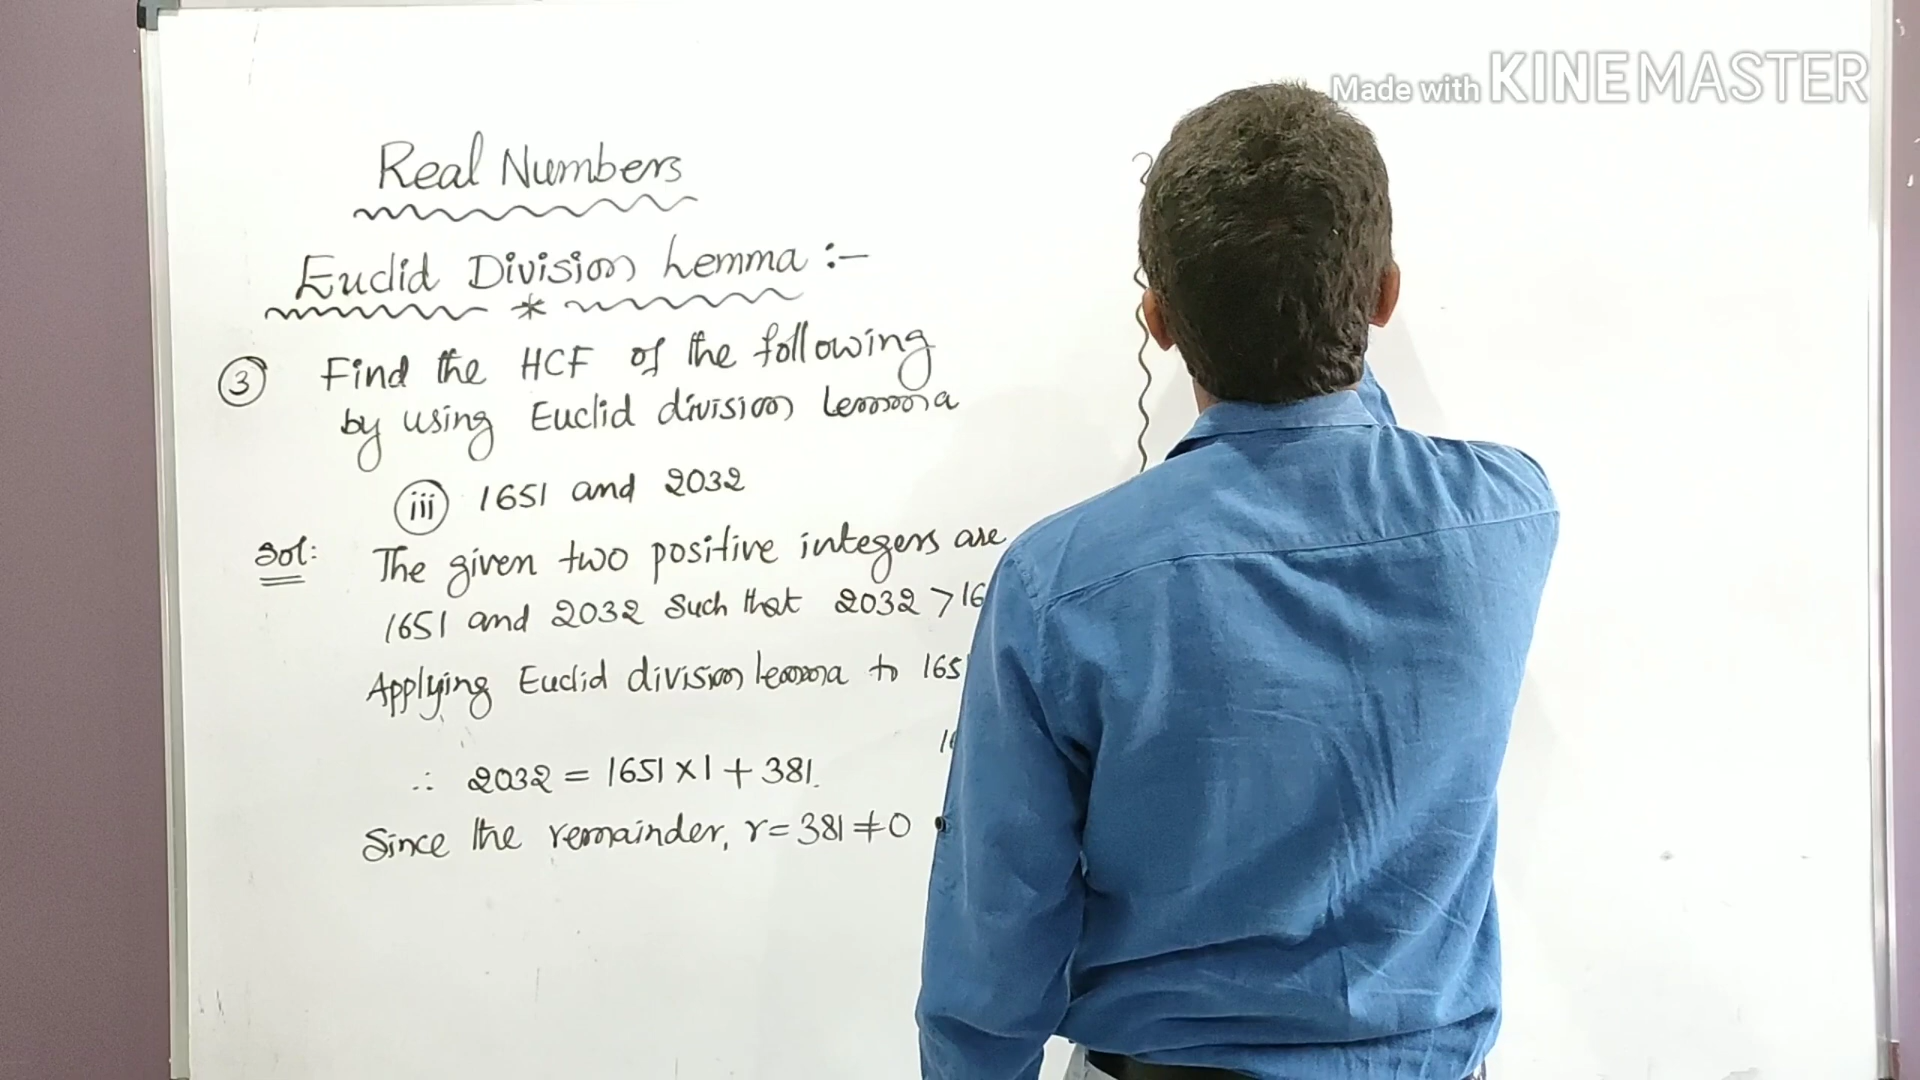 Made with KINEMASTER
Real Numbers
Euclid Division Lemma :-
3 Find the HCF of the following
by using Euclid division lemma
iii 1651 and 2032
Sol: The given two positive integers are
1651 and 2032 such that 2032 > 16
Applying Euclid division lemma to 165
∴ 2032 = 1651 × 1 + 381.
Since the remainder, r = 381 ≠ 0